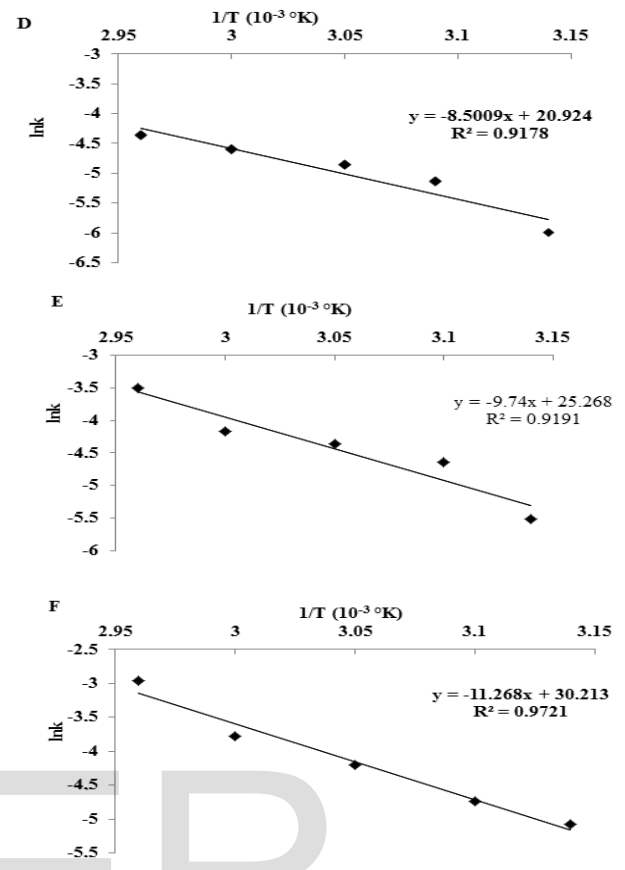 D
1/T (10-3 °K)
2.95 3 3.05 3.1 3.15
-3
-3.5
-4
-4.5
-5
-5.5
-6
-6.5
lnk
y = -8.5009x + 20.924
R² = 0.9178
E
1/T (10-3 °K)
2.95 3 3.05 3.1 3.15
-3
-3.5
-4
-4.5
-5
-5.5
-6
lnk
y = -9.74x + 25.268
R² = 0.9191
F
1/T (10-3 °K)
2.95 3 3.05 3.1 3.15
-2.5
-3
-3.5
-4
-4.5
-5
-5.5
lnk
y = -11.268x + 30.213
R² = 0.9721